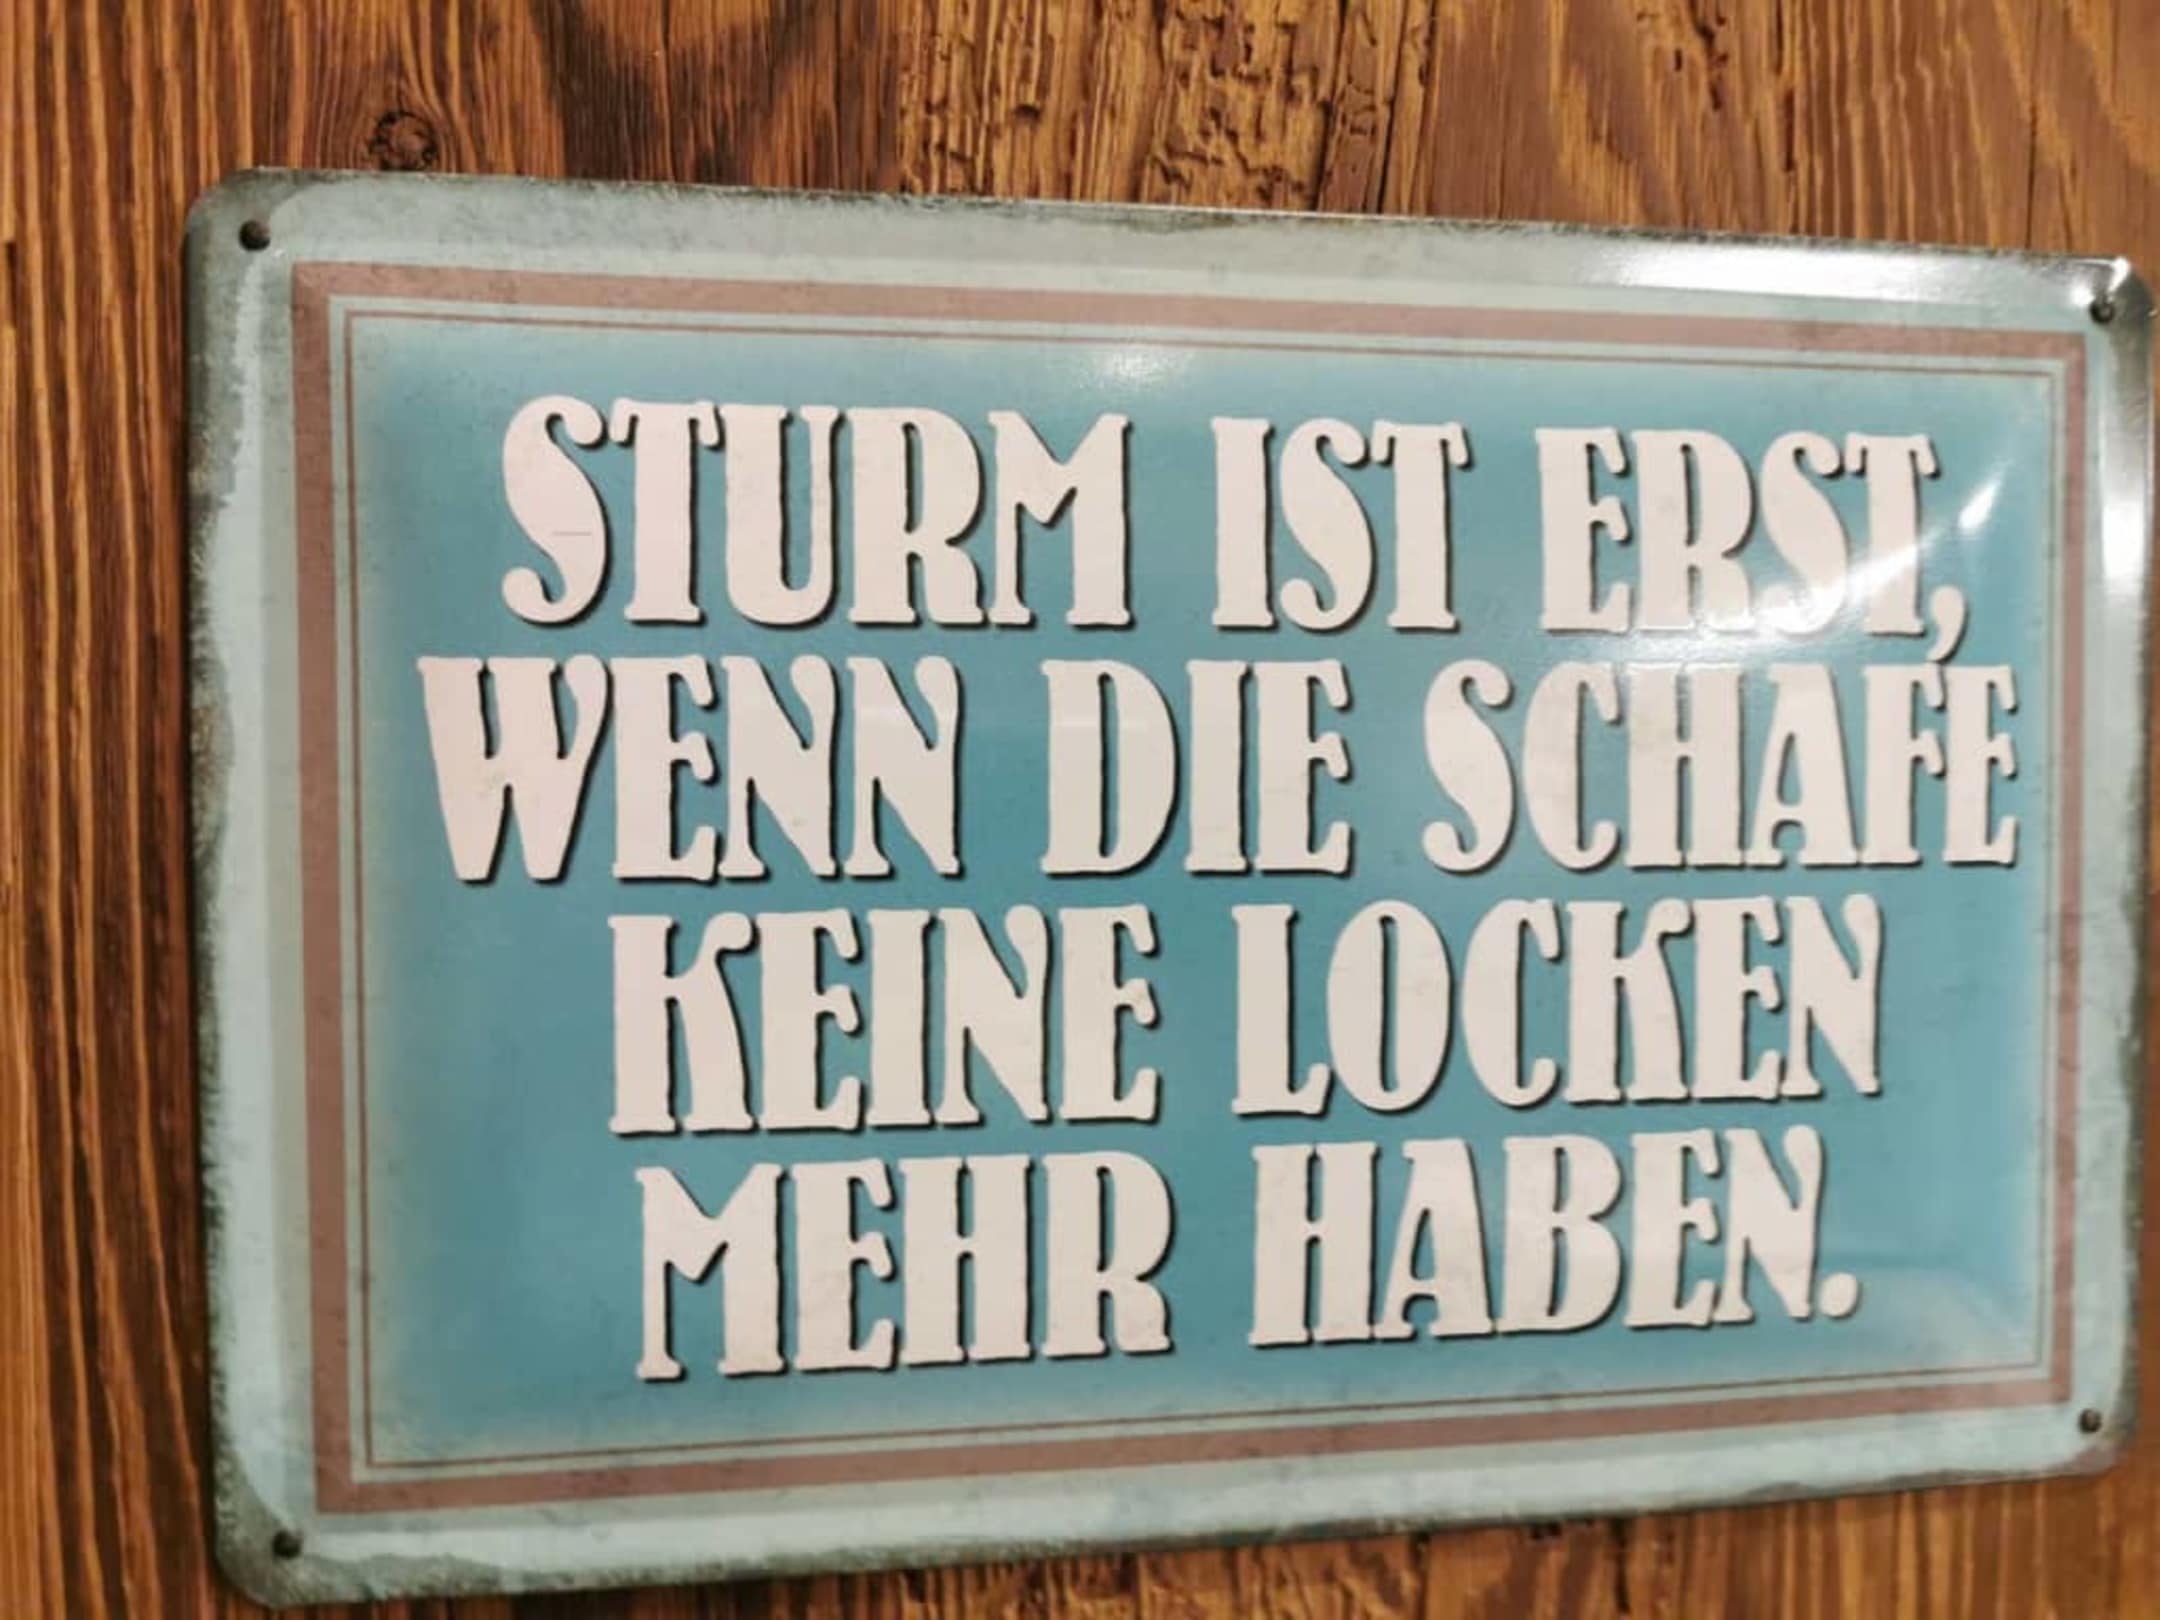 STURM IST ERST,
WENN DIE SCHAFE
KEINE LOCKEN
MEHR HABEN.